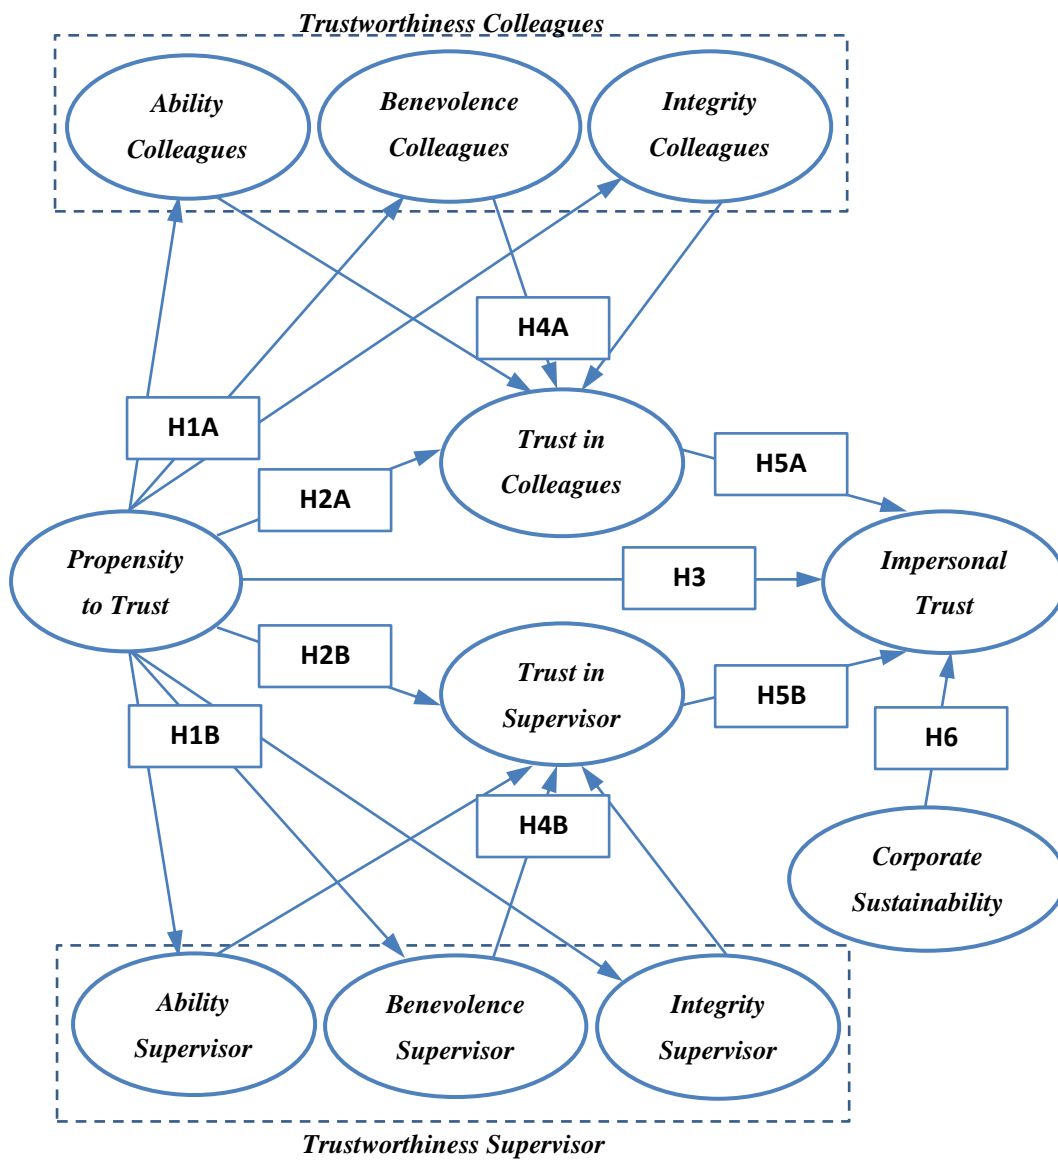 Trustworthiness Colleagues
Ability
Colleagues
Benevolence
Colleagues
Integrity
Colleagues
H4A
H1A
Trust in
Colleagues
H5A
H2A
Propensity
to Trust
H3
Impersonal
Trust
H2B
Trust in
Supervisor
H5B
H1B
H6
H4B
Corporate
Sustainability
Ability
Supervisor
Benevolence
Supervisor
Integrity
Supervisor
Trustworthiness Supervisor